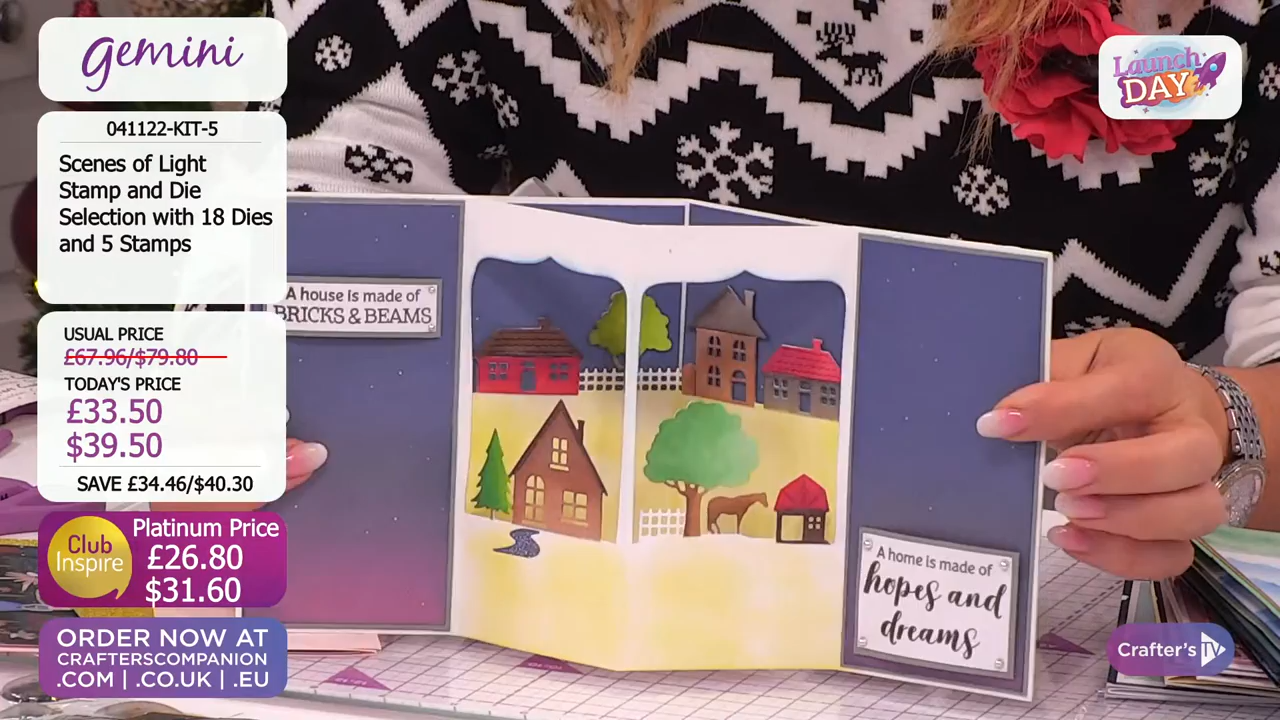 gemini
041122-KIT-5
Scenes of Light
Stamp and Die
Selection with 18 Dies
and 5 Stamps
USUAL PRICE
£67.96/$79.80
TODAY'S PRICE
£33.50
$39.50
SAVE £34.46/$40.30
Club
Inspire
Platinum Price
£26.80
$31.60
ORDER NOW AT
CRAFTERSCOMPANION
.COM | .CO.UK | .EU
A house is made of
BRICKS & BEAMS
A home is made of
hopes and
dreams
Launch
DAY
Crafter's TV